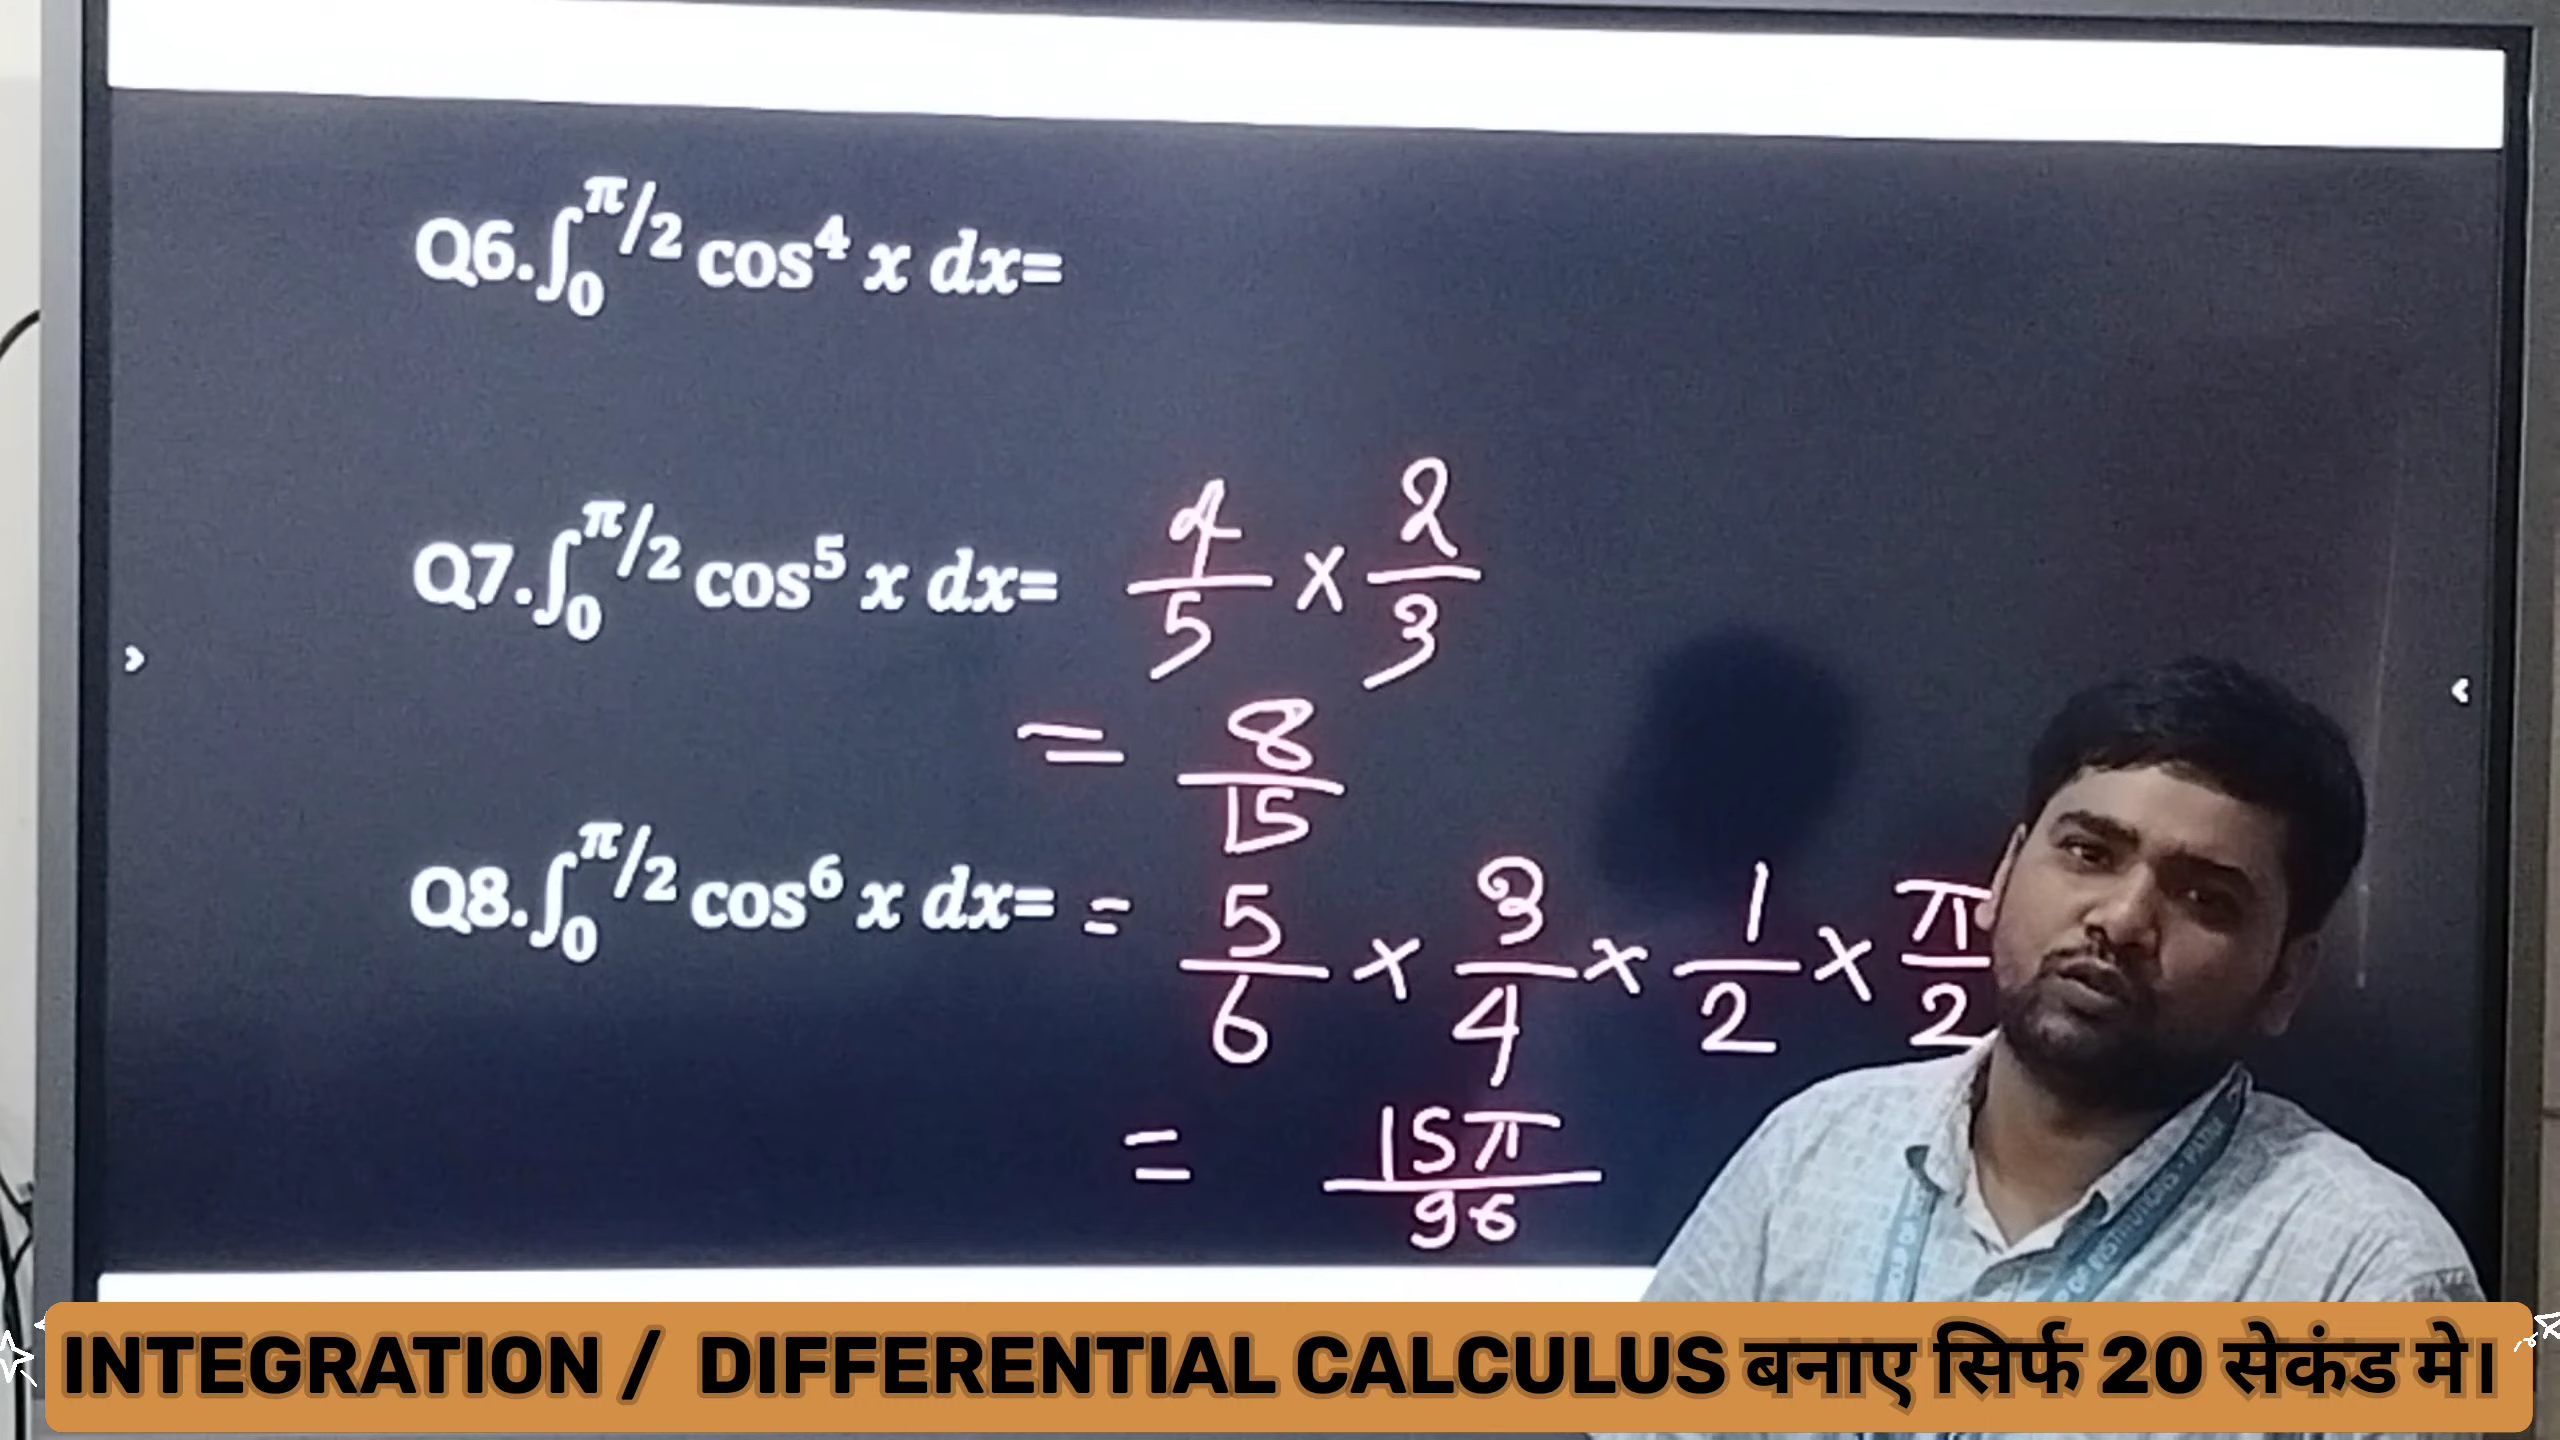 Q6.∫₀^π/2 cos⁴ x dx=
Q7.∫₀^π/2 cos⁵ x dx= 4/5 × 2/3
= 8/15
Q8.∫₀^π/2 cos⁶ x dx= = 5/6 × 3/4 × 1/2 × π/2
= 15π/96
INTEGRATION / DIFFERENTIAL CALCULUS बनाए सिर्फ 20 सेकंड मे।